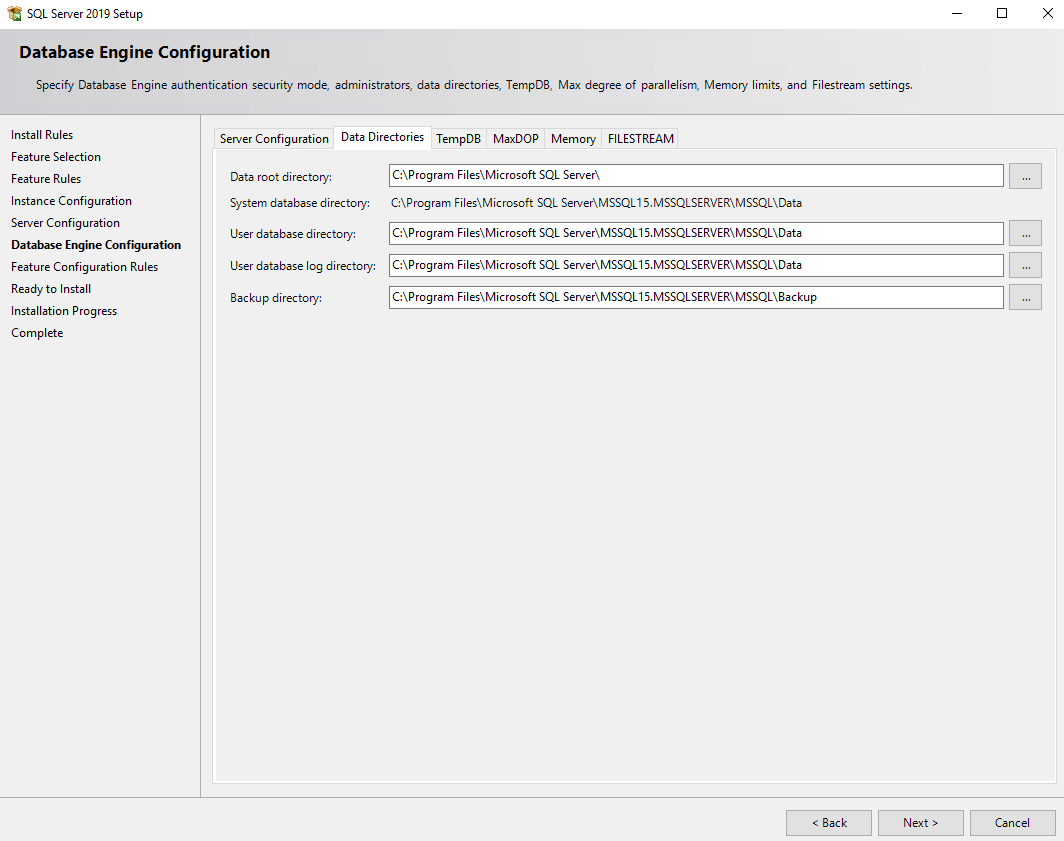 SQL Server 2019 Setup
Database Engine Configuration
Specify Database Engine authentication security mode, administrators, data directories, TempDB, Max degree of parallelism, Memory limits, and Filestream settings.
Install Rules
Feature Selection
Feature Rules
Instance Configuration
Server Configuration
Database Engine Configuration
Feature Configuration Rules
Ready to Install
Installation Progress
Complete
Server Configuration Data Directories TempDB MaxDOP Memory FILESTREAM
Data root directory: C:\Program Files\Microsoft SQL Server\ ...
System database directory: C:\Program Files\Microsoft SQL Server\MSSQL15.MSSQLSERVER\MSSQL\Data
User database directory: C:\Program Files\Microsoft SQL Server\MSSQL15.MSSQLSERVER\MSSQL\Data ...
User database log directory: C:\Program Files\Microsoft SQL Server\MSSQL15.MSSQLSERVER\MSSQL\Data ...
Backup directory: C:\Program Files\Microsoft SQL Server\MSSQL15.MSSQLSERVER\MSSQL\Backup ...
< Back Next > Cancel